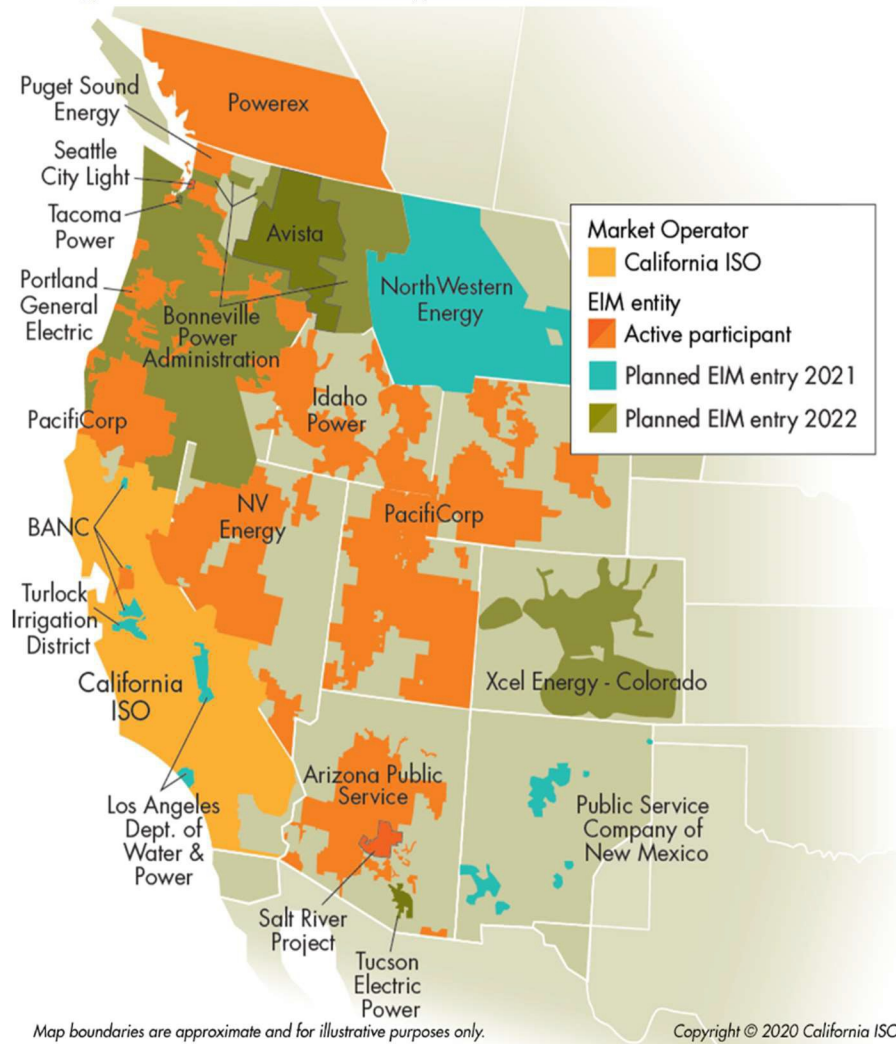 Powerex
Puget Sound
Energy
Seattle
City Light
Tacoma
Power
Portland
General
Electric
Avista
Bonneville
Power
Administration
NorthWestern
Energy
Market Operator
California ISO
EIM entity
Active participant
Planned EIM entry 2021
Planned EIM entry 2022
PacifiCorp
Idaho
Power
NV
Energy
PacifiCorp
BANC
Turlock
Irrigation
District
California
ISO
Xcel Energy - Colorado
Los Angeles
Dept. of
Water &
Power
Arizona Public
Service
Public Service
Company of
New Mexico
Salt River
Project
Tucson
Electric
Power
Map boundaries are approximate and for illustrative purposes only.
Copyright © 2020 California ISO